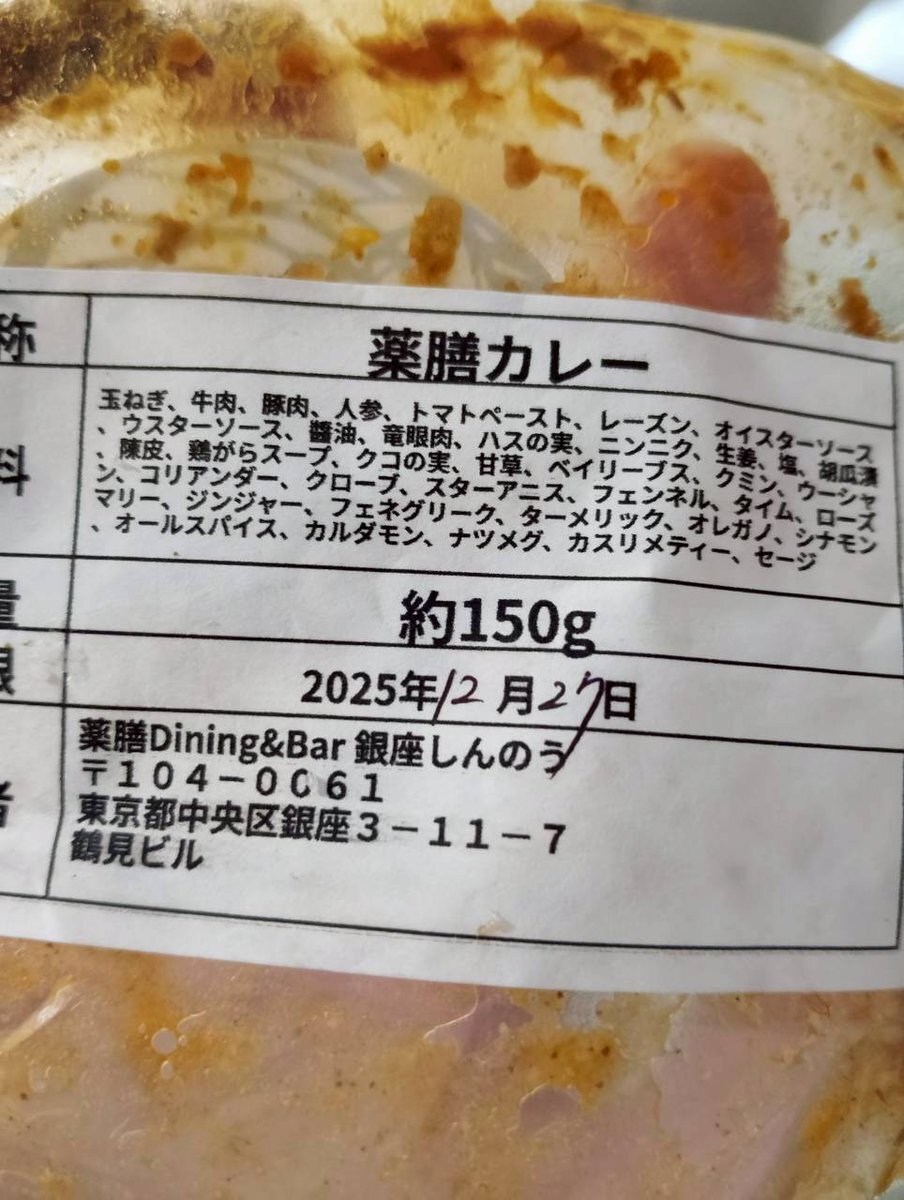 称
薬膳カレー
料
玉ねぎ、牛肉、豚肉、人参、トマトペースト、レーズン、オイスターソース
、ウスターソース、醬油、竜眼肉、ハスの実、ニンニク、生姜、塩、胡瓜漬
、陳皮、鶏がらスープ、クコの実、甘草、ベイリーブス、クミン、ウーシャ
ン、コリアンダー、クローブ、スターアニス、フェンネル、タイム、ローズ
マリー、ジンジャー、フェネグリーク、ターメリック、オレガノ、シナモン
、オールスパイス、カルダモン、ナツメグ、カスリメティー、セージ
量
約150g
限
2025年12月27日
者
薬膳Dining&Bar 銀座しんのう
〒104-0061
東京都中央区銀座3-11-7
鶴見ビル